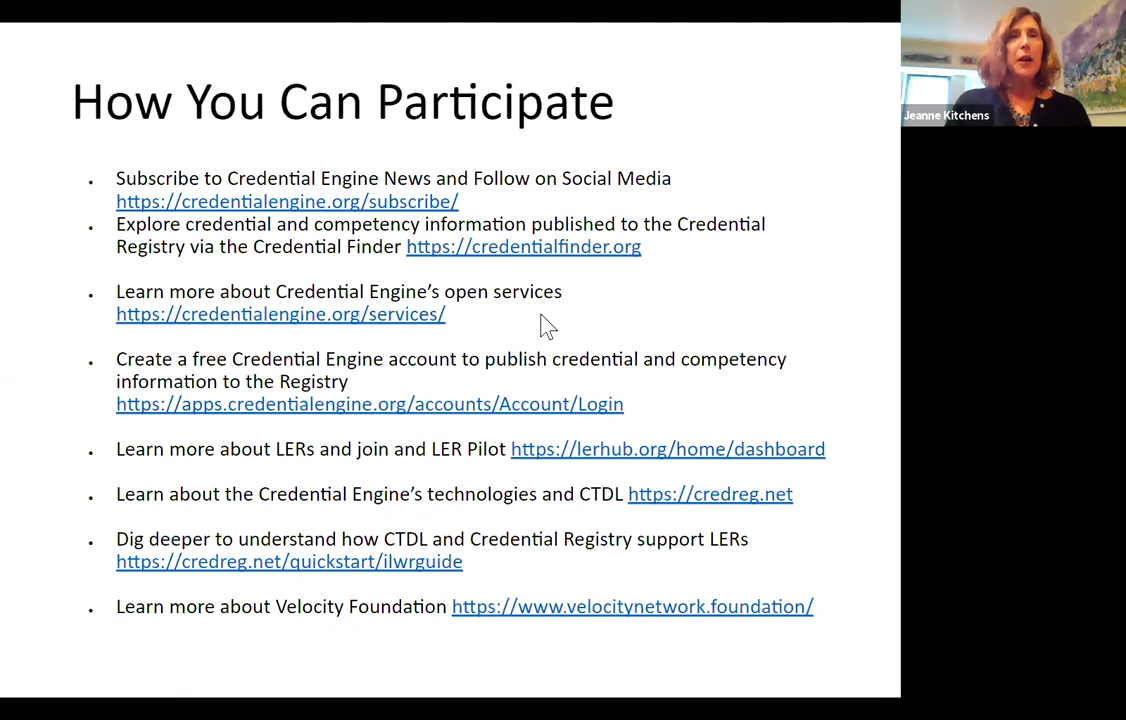 How You Can Participate
Jeanne Kitchens
Subscribe to Credential Engine News and Follow on Social Media
https://credentialengine.org/subscribe/
Explore credential and competency information published to the Credential
Registry via the Credential Finder https://credentialfinder.org
Learn more about Credential Engine’s open services
https://credentialengine.org/services/
Create a free Credential Engine account to publish credential and competency
information to the Registry
https://apps.credentialengine.org/accounts/Account/Login
Learn more about LERs and join and LER Pilot https://lerhub.org/home/dashboard
Learn about the Credential Engine’s technologies and CTDL https://credreg.net
Dig deeper to understand how CTDL and Credential Registry support LERs
https://credreg.net/quickstart/ilwrguide
Learn more about Velocity Foundation https://www.velocitynetwork.foundation/